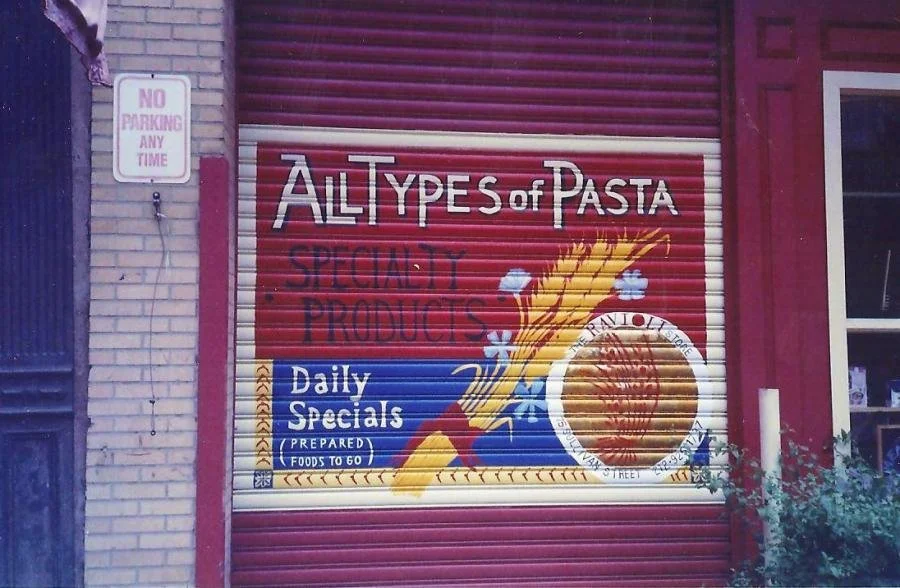 NO
PARKING
ANY
TIME
ALL TYPES of PASTA
SPECIALTY
PRODUCTS
Daily
Specials
(PREPARED
FOODS TO GO)
THE RAVIOLI STORE
SULLIVAN STREET